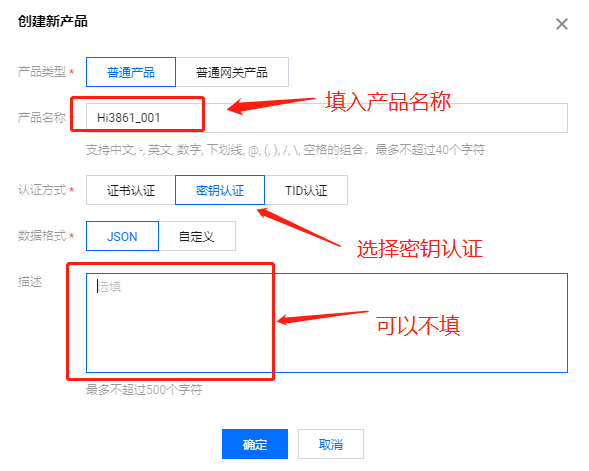 创建新产品
产品类型 * 普通产品 普通网关产品
填入产品名称
产品名称 * Hi3861_001
支持中文, -, 英文, 数字, 下划线, @, (, ), /, \, 空格的组合，最多不超过40个字符
认证方式 * 证书认证 密钥认证 TID认证
数据格式 * JSON 自定义
选择密钥认证
描述 选填
可以不填
最多不超过500个字符
确定 取消